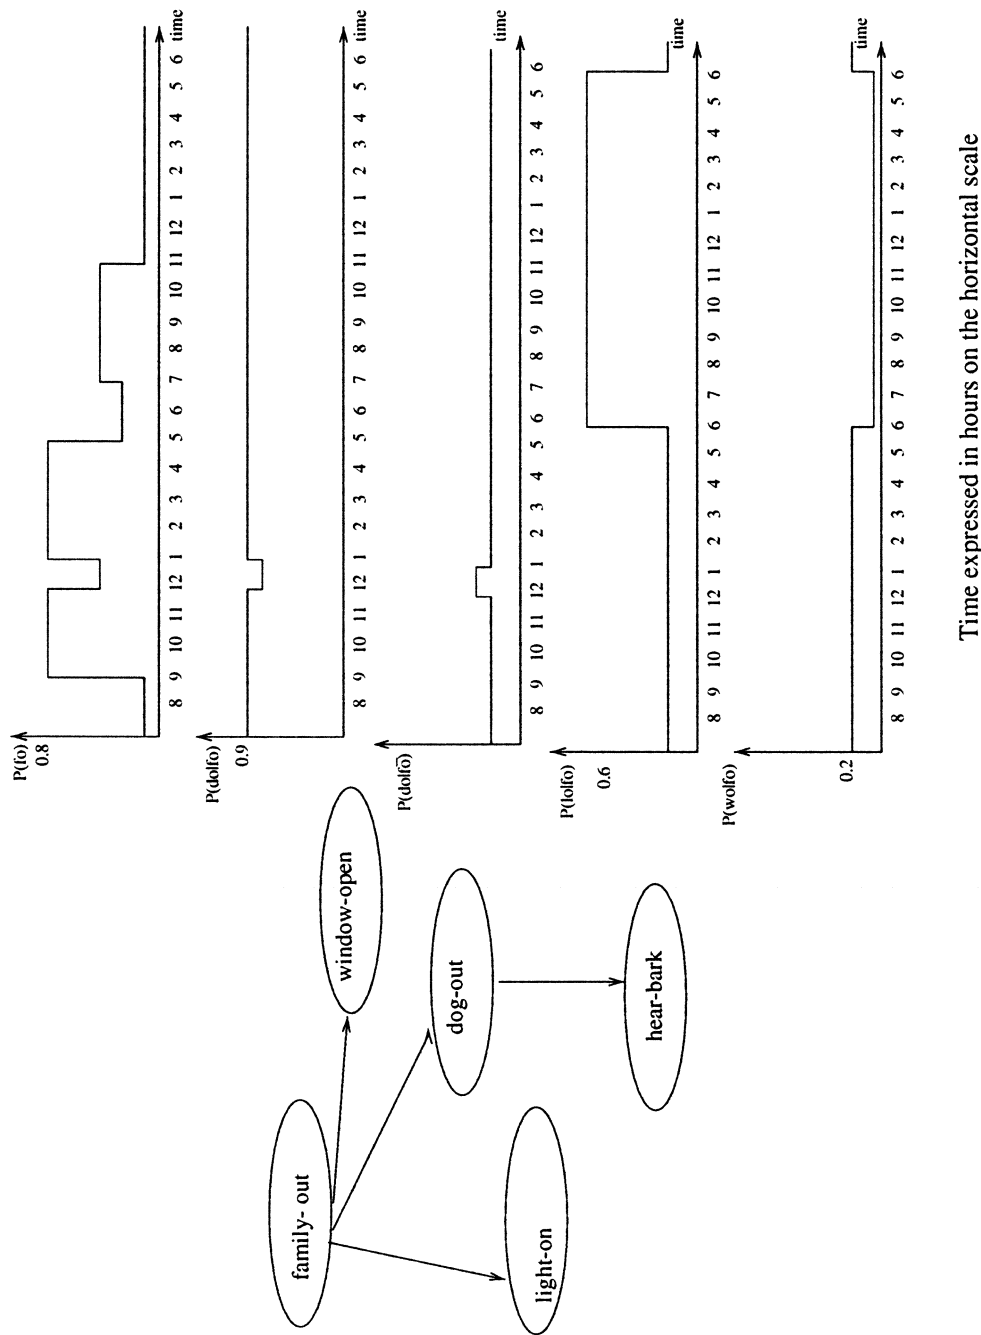 P(fo)
0.8
8 9 10 11 12 1 2 3 4 5 6 7 8 9 10 11 12 1 2 3 4 5 6 time
P(do|fo)
0.9
8 9 10 11 12 1 2 3 4 5 6 7 8 9 10 11 12 1 2 3 4 5 6 time
P(do|f̅o̅)
8 9 10 11 12 1 2 3 4 5 6 7 8 9 10 11 12 1 2 3 4 5 6
time
P(lo|fo)
0.6
8 9 10 11 12 1 2 3 4 5 6 7 8 9 10 11 12 1 2 3 4 5 6
time
P(wo|fo)
0.2
8 9 10 11 12 1 2 3 4 5 6 7 8 9 10 11 12 1 2 3 4 5 6
time
Time expressed in hours on the horizontal scale
family- out
window-open
dog-out
light-on
hear-bark